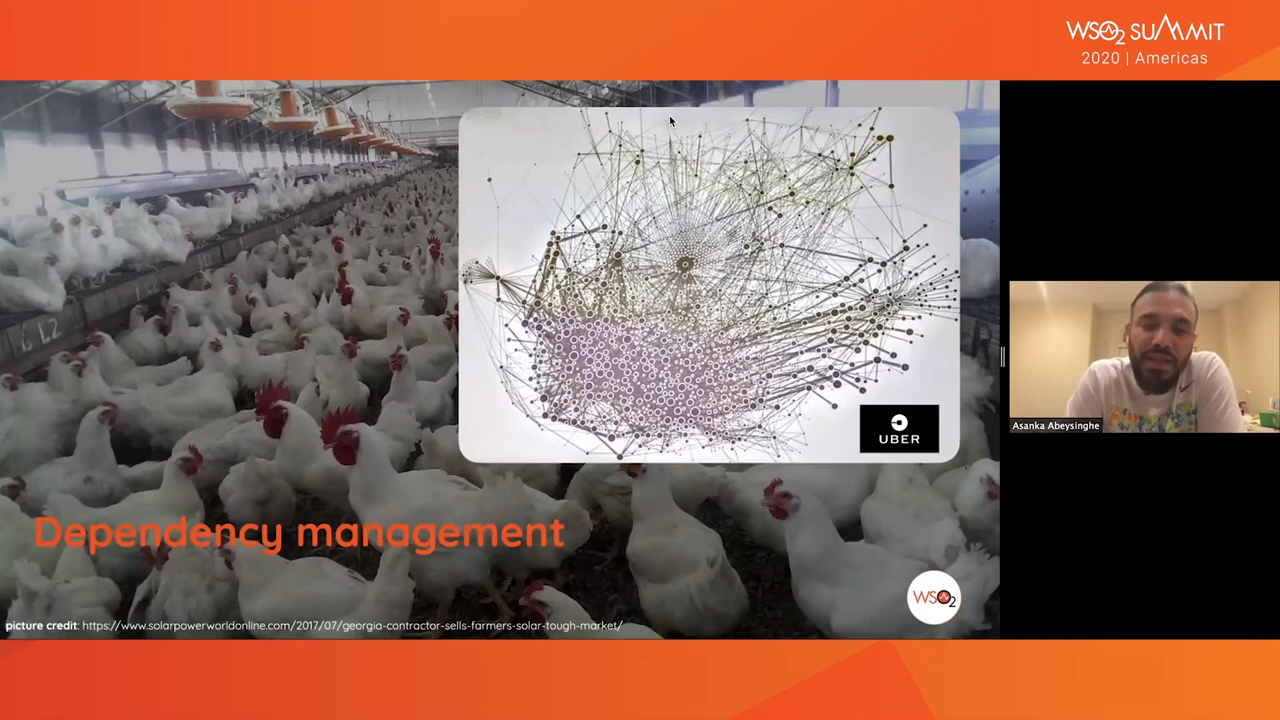 WSO2 SUMMIT
2020 | Americas
UBER
Asanka Abeysinghe
Dependency management
WSO2
picture credit: https://www.solarpowerworldonline.com/2017/07/georgia-contractor-sells-farmers-solar-tough-market/